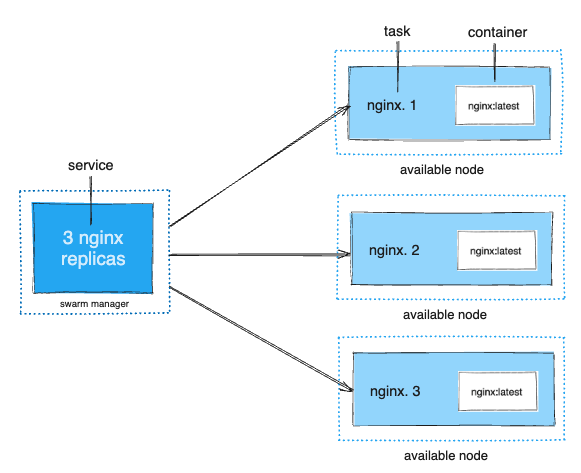 task
container
nginx. 1
nginx:latest
available node
service
3 nginx
replicas
swarm manager
nginx. 2
nginx:latest
available node
nginx. 3
nginx:latest
available node